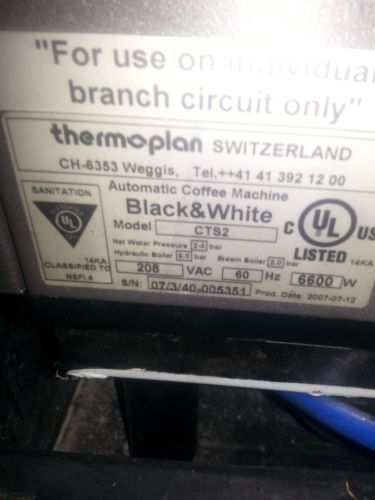 "For use on individual
branch circuit only"
thermoplan SWITZERLAND
CH-6353 Weggis, Tel.++41 41 392 12 00
Automatic Coffee Machine
Black&White
Model CTS2
Net Water Pressure 2-4 bar
Hydraulic Boiler 9.0 bar Steam Boiler 2.0 bar
208 VAC 60 Hz 6600 W
S/N: 07/3/40-005351 Prod. Date: 2007-07-12
SANITATION
UL
14KA
CLASSIFIED TO
NSF/ 4
C UL US
LISTED 14KA